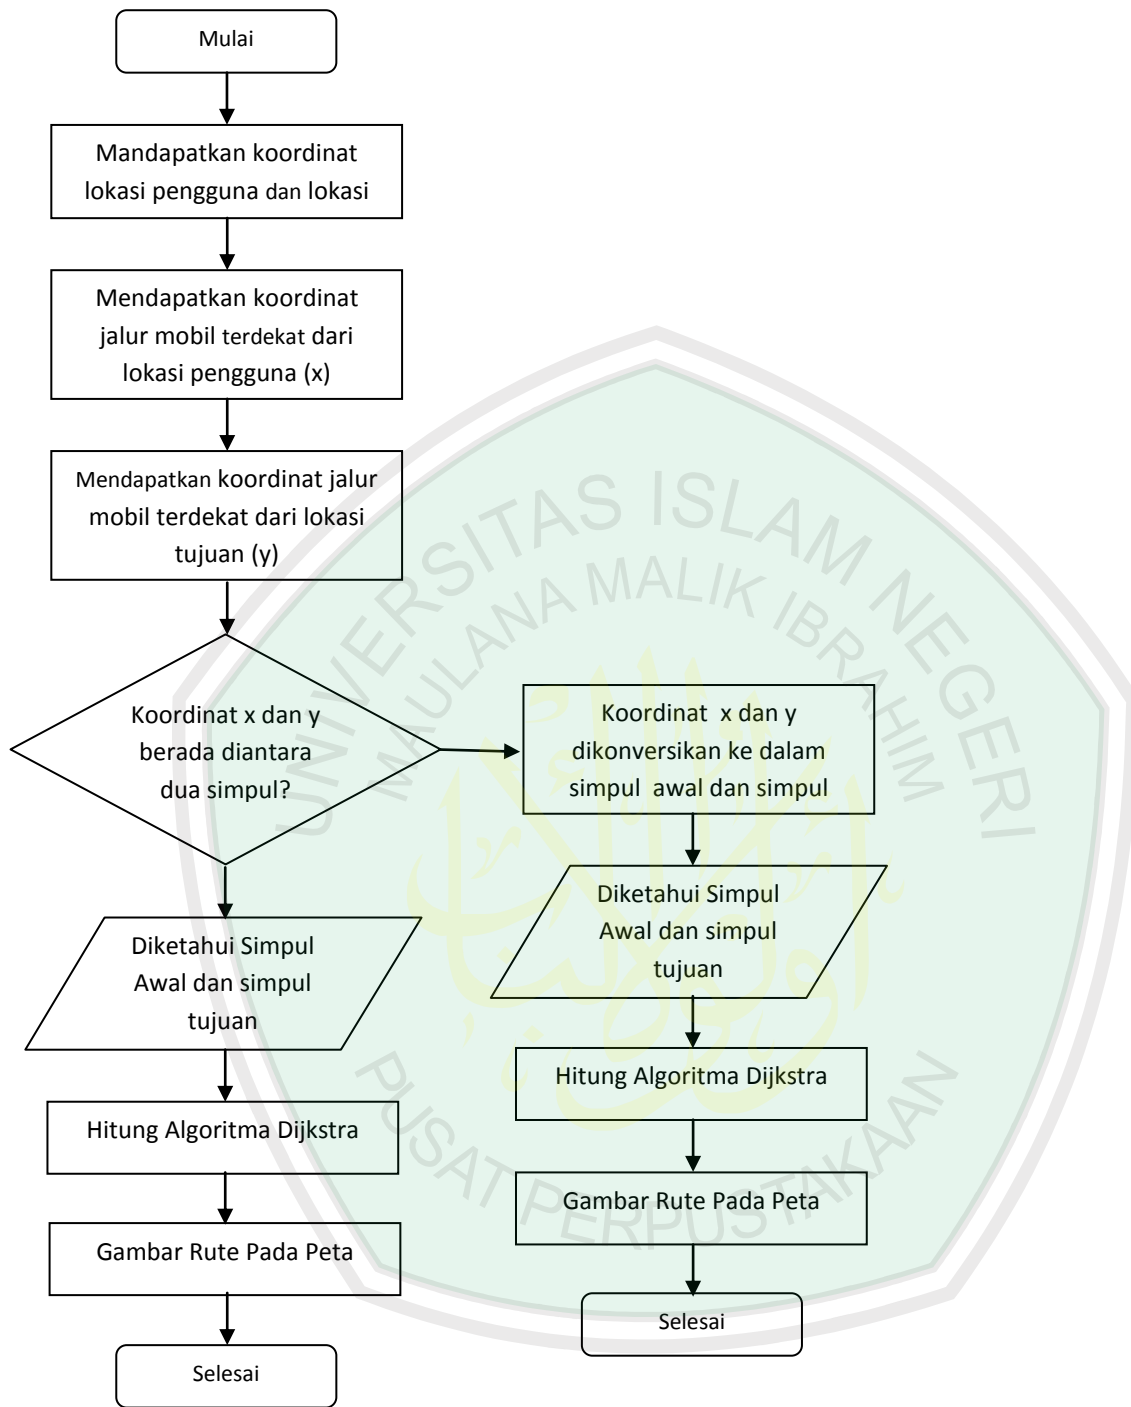 Mulai
Mandapatkan koordinat
lokasi pengguna dan lokasi
Mendapatkan koordinat
jalur mobil terdekat dari
lokasi pengguna (x)
Mendapatkan koordinat jalur
mobil terdekat dari lokasi
tujuan (y)
Koordinat x dan y
berada diantara
dua simpul?
Diketahui Simpul
Awal dan simpul
tujuan
Hitung Algoritma Dijkstra
Gambar Rute Pada Peta
Selesai
Koordinat x dan y
dikonversikan ke dalam
simpul awal dan simpul
Diketahui Simpul
Awal dan simpul
tujuan
Hitung Algoritma Dijkstra
Gambar Rute Pada Peta
Selesai
UNIVERSITAS ISLAM NEGERI
MAULANA MALIK IBRAHIM
PUSAT PERPUSTAKAAN